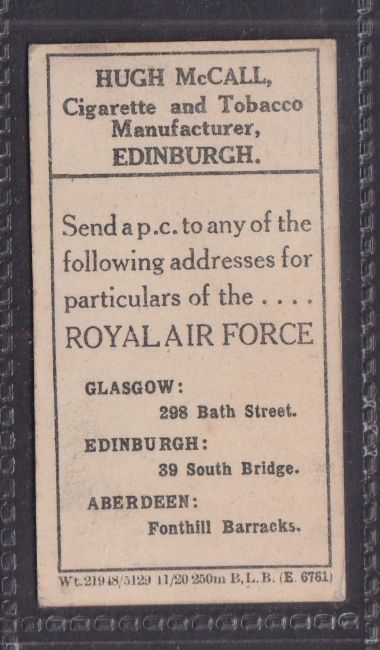 HUGH McCALL,
Cigarette and Tobacco
Manufacturer,
EDINBURGH.
Send a p.c. to any of the
following addresses for
particulars of the ....
ROYAL AIR FORCE
GLASGOW:
298 Bath Street.
EDINBURGH:
39 South Bridge.
ABERDEEN:
Fonthill Barracks.
Wt. 21948/5129 11/20 250m B.L.B. (E. 6761)